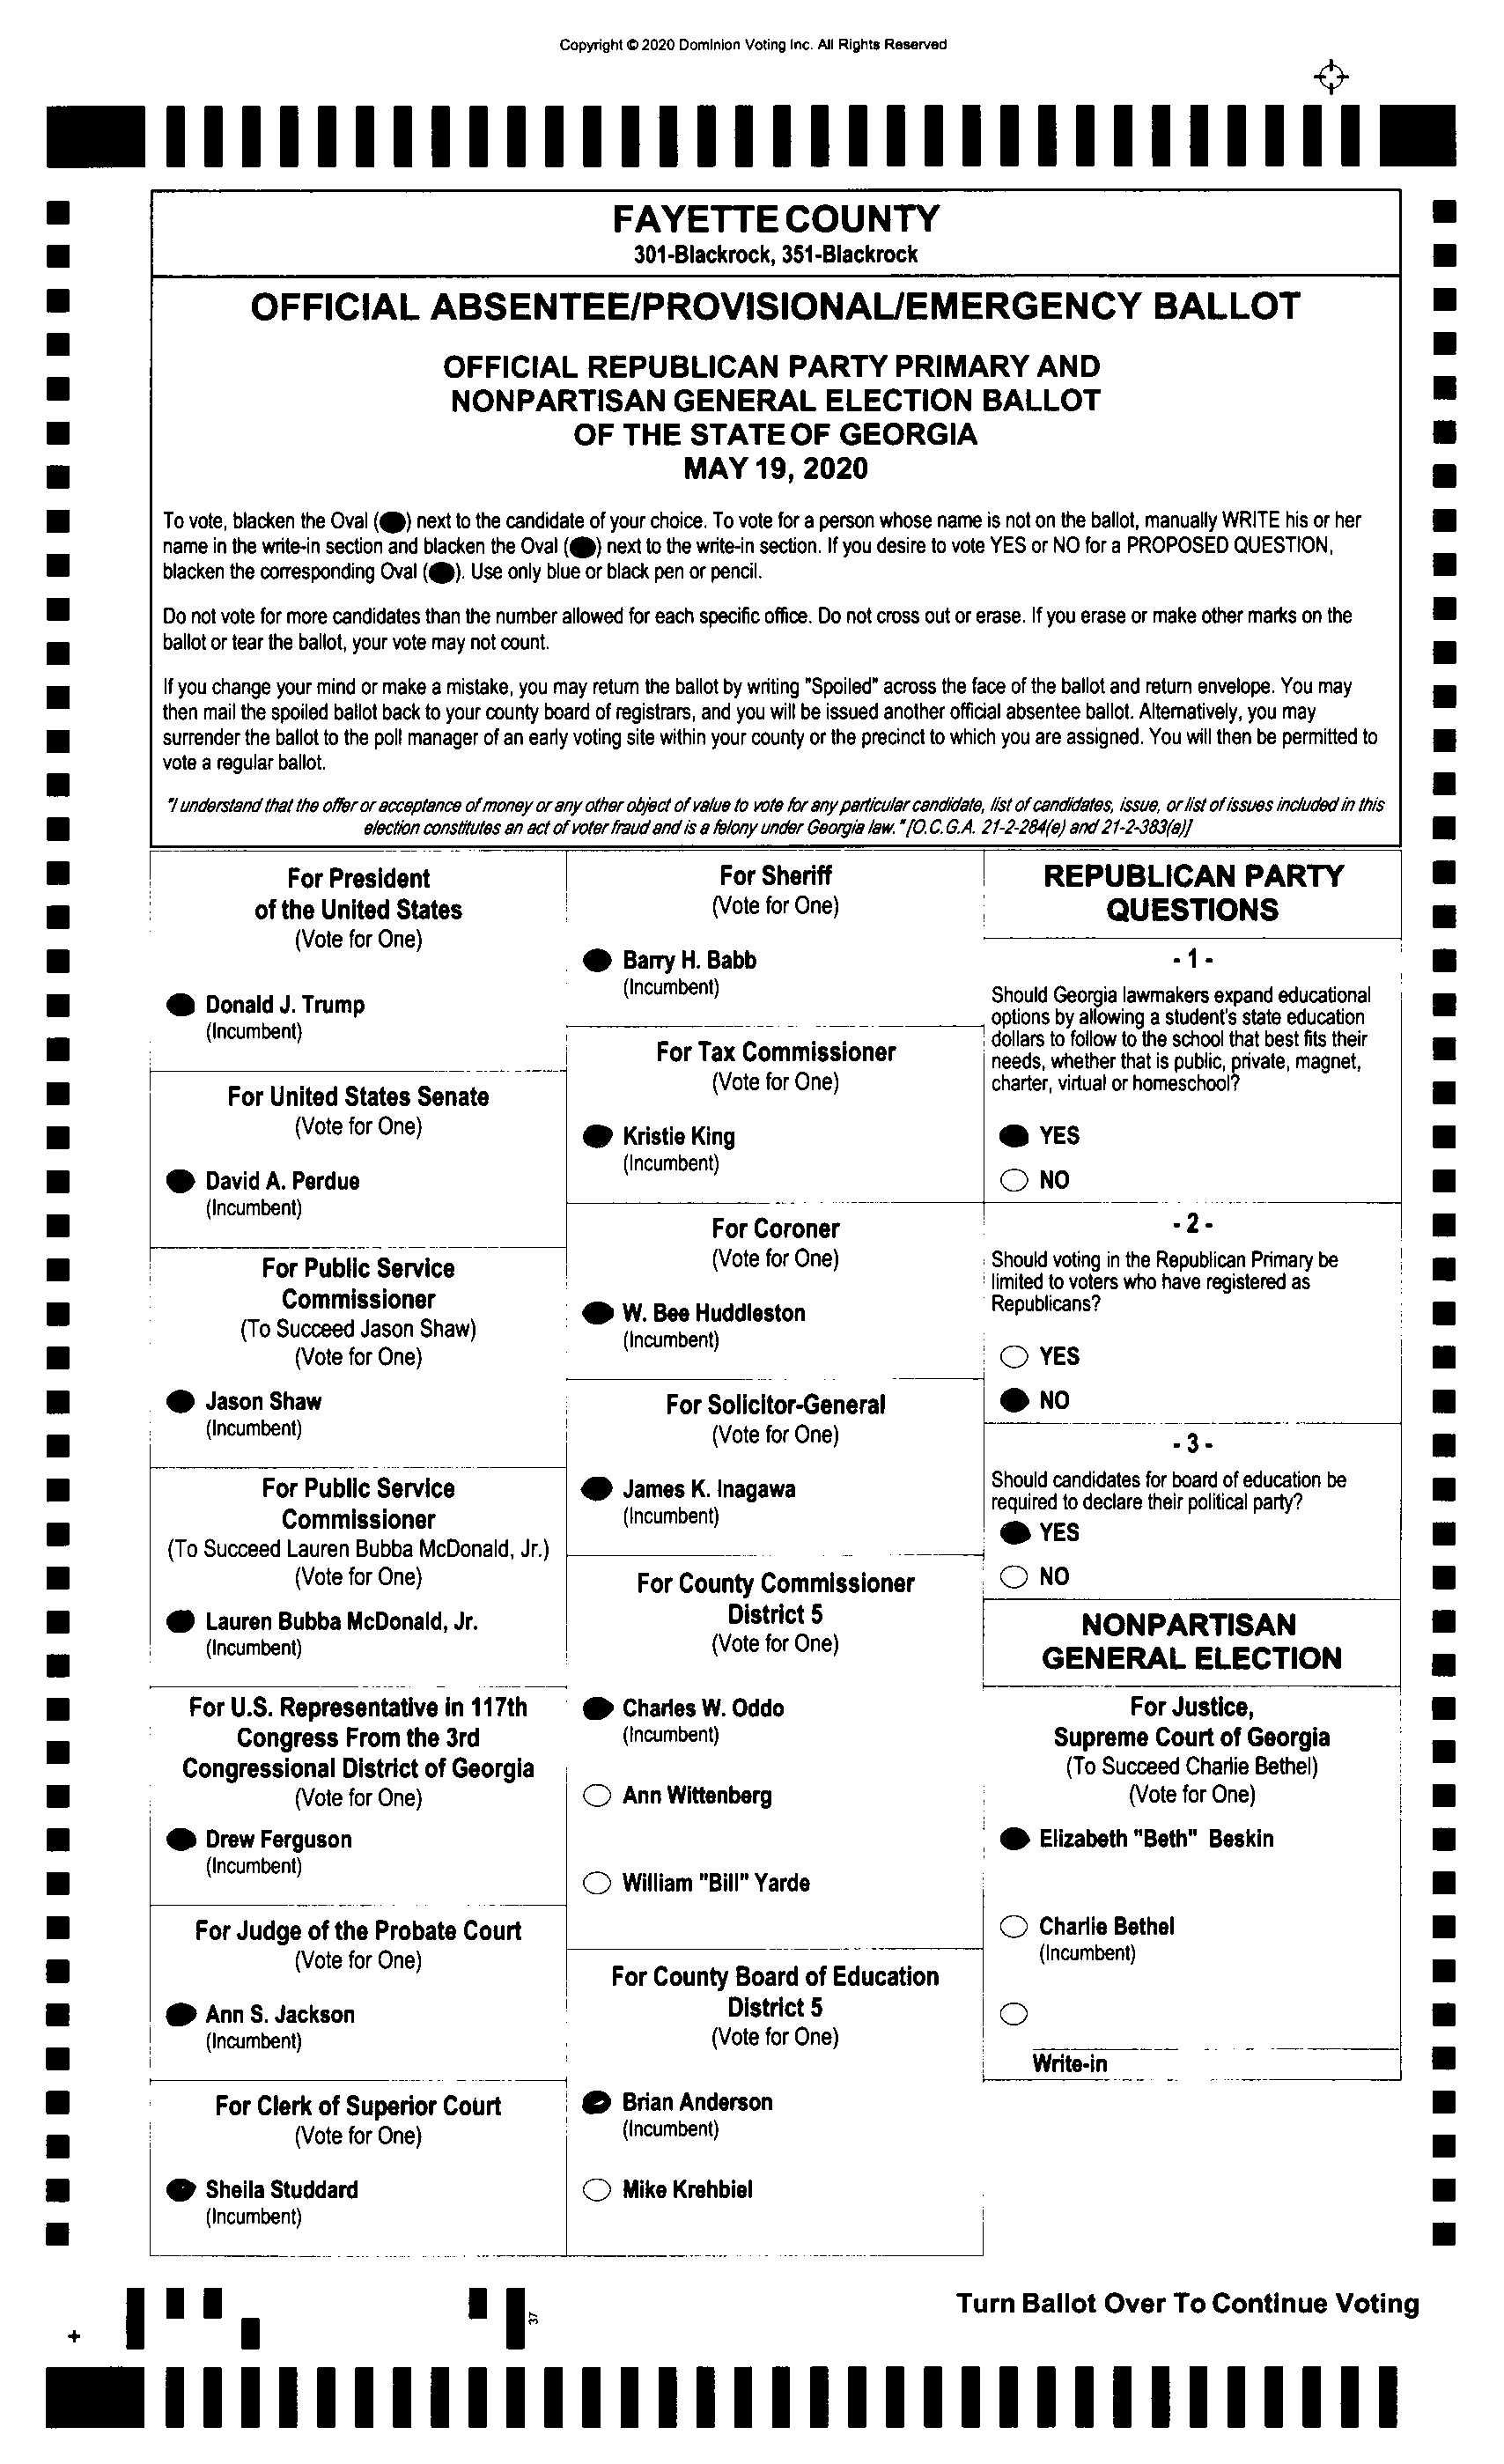 Copyright © 2020 Dominion Voting Inc. All Rights Reserved
FAYETTE COUNTY
301-Blackrock, 351-Blackrock
OFFICIAL ABSENTEE/PROVISIONAL/EMERGENCY BALLOT
OFFICIAL REPUBLICAN PARTY PRIMARY AND
NONPARTISAN GENERAL ELECTION BALLOT
OF THE STATE OF GEORGIA
MAY 19, 2020
To vote, blacken the Oval ( ) next to the candidate of your choice. To vote for a person whose name is not on the ballot, manually WRITE his or her
name in the write-in section and blacken the Oval ( ) next to the write-in section. If you desire to vote YES or NO for a PROPOSED QUESTION,
blacken the corresponding Oval ( ). Use only blue or black pen or pencil.
Do not vote for more candidates than the number allowed for each specific office. Do not cross out or erase. If you erase or make other marks on the
ballot or tear the ballot, your vote may not count.
If you change your mind or make a mistake, you may return the ballot by writing "Spoiled" across the face of the ballot and return envelope. You may
then mail the spoiled ballot back to your county board of registrars, and you will be issued another official absentee ballot. Alternatively, you may
surrender the ballot to the poll manager of an early voting site within your county or the precinct to which you are assigned. You will then be permitted to
vote a regular ballot.
"I understand that the offer or acceptance of money or any other object of value to vote for any particular candidate, list of candidates, issue, or list of issues included in this
election constitutes an act of voter fraud and is a felony under Georgia law." [O.C.G.A. 21-2-284(e) and 21-2-383(a)]
For President
of the United States
(Vote for One)
Donald J. Trump
(Incumbent)
For United States Senate
(Vote for One)
David A. Perdue
(Incumbent)
For Public Service
Commissioner
(To Succeed Jason Shaw)
(Vote for One)
Jason Shaw
(Incumbent)
For Public Service
Commissioner
(To Succeed Lauren Bubba McDonald, Jr.)
(Vote for One)
Lauren Bubba McDonald, Jr.
(Incumbent)
For U.S. Representative in 117th
Congress From the 3rd
Congressional District of Georgia
(Vote for One)
Drew Ferguson
(Incumbent)
For Judge of the Probate Court
(Vote for One)
Ann S. Jackson
(Incumbent)
For Clerk of Superior Court
(Vote for One)
Sheila Studdard
(Incumbent)
For Sheriff
(Vote for One)
Barry H. Babb
(Incumbent)
For Tax Commissioner
(Vote for One)
Kristie King
(Incumbent)
For Coroner
(Vote for One)
W. Bee Huddleston
(Incumbent)
For Solicitor-General
(Vote for One)
James K. Inagawa
(Incumbent)
For County Commissioner
District 5
(Vote for One)
Charles W. Oddo
(Incumbent)
Ann Wittenberg
William "Bill" Yarde
For County Board of Education
District 5
(Vote for One)
Brian Anderson
(Incumbent)
Mike Krehbiel
REPUBLICAN PARTY
QUESTIONS
- 1 -
Should Georgia lawmakers expand educational
options by allowing a student's state education
dollars to follow to the school that best fits their
needs, whether that is public, private, magnet,
charter, virtual or homeschool?
YES
NO
- 2 -
Should voting in the Republican Primary be
limited to voters who have registered as
Republicans?
YES
NO
- 3 -
Should candidates for board of education be
required to declare their political party?
YES
NO
NONPARTISAN
GENERAL ELECTION
For Justice,
Supreme Court of Georgia
(To Succeed Charlie Bethel)
(Vote for One)
Elizabeth "Beth" Beskin
Charlie Bethel
(Incumbent)
Write-in
37
Turn Ballot Over To Continue Voting